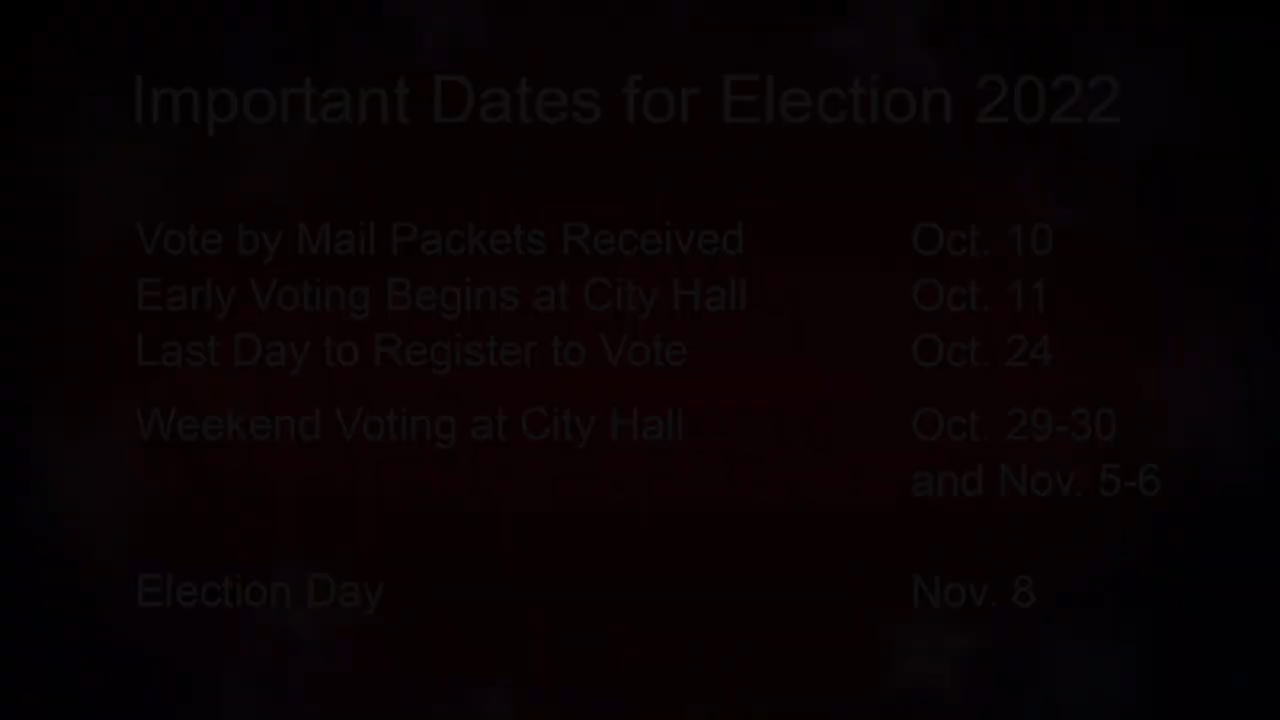 Important Dates for Election 2022
Vote by Mail Packets Received Oct. 10
Early Voting Begins at City Hall Oct. 11
Last Day to Register to Vote Oct. 24
Weekend Voting at City Hall Oct. 29-30
and Nov. 5-6
Election Day Nov. 8